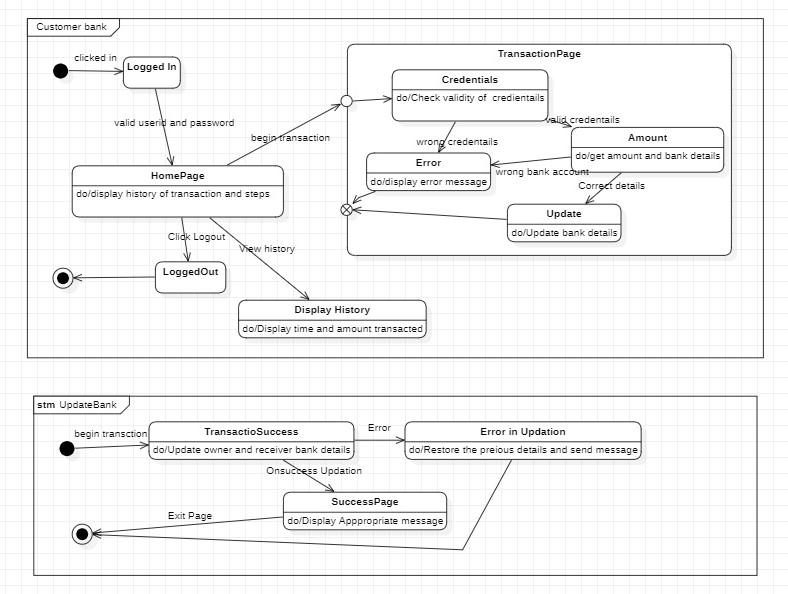 Customer bank
clicked in
Logged In
valid userid and password
HomePage
do/display history of transaction and steps
begin transaction
Click Logout
View history
LoggedOut
Display History
do/Display time and amount transacted
TransactionPage
Credentials
do/Check validity of credientails
valid credentails
wrong credentails
Amount
do/get amount and bank details
Error
do/display error message
wrong bank account
Correct details
Update
do/Update bank details
stm UpdateBank
begin transction
TransactioSuccess
do/Update owner and receiver bank details
Error
Error in Updation
do/Restore the preious details and send message
Onsuccess Updation
SuccessPage
do/Display Apppropriate message
Exit Page